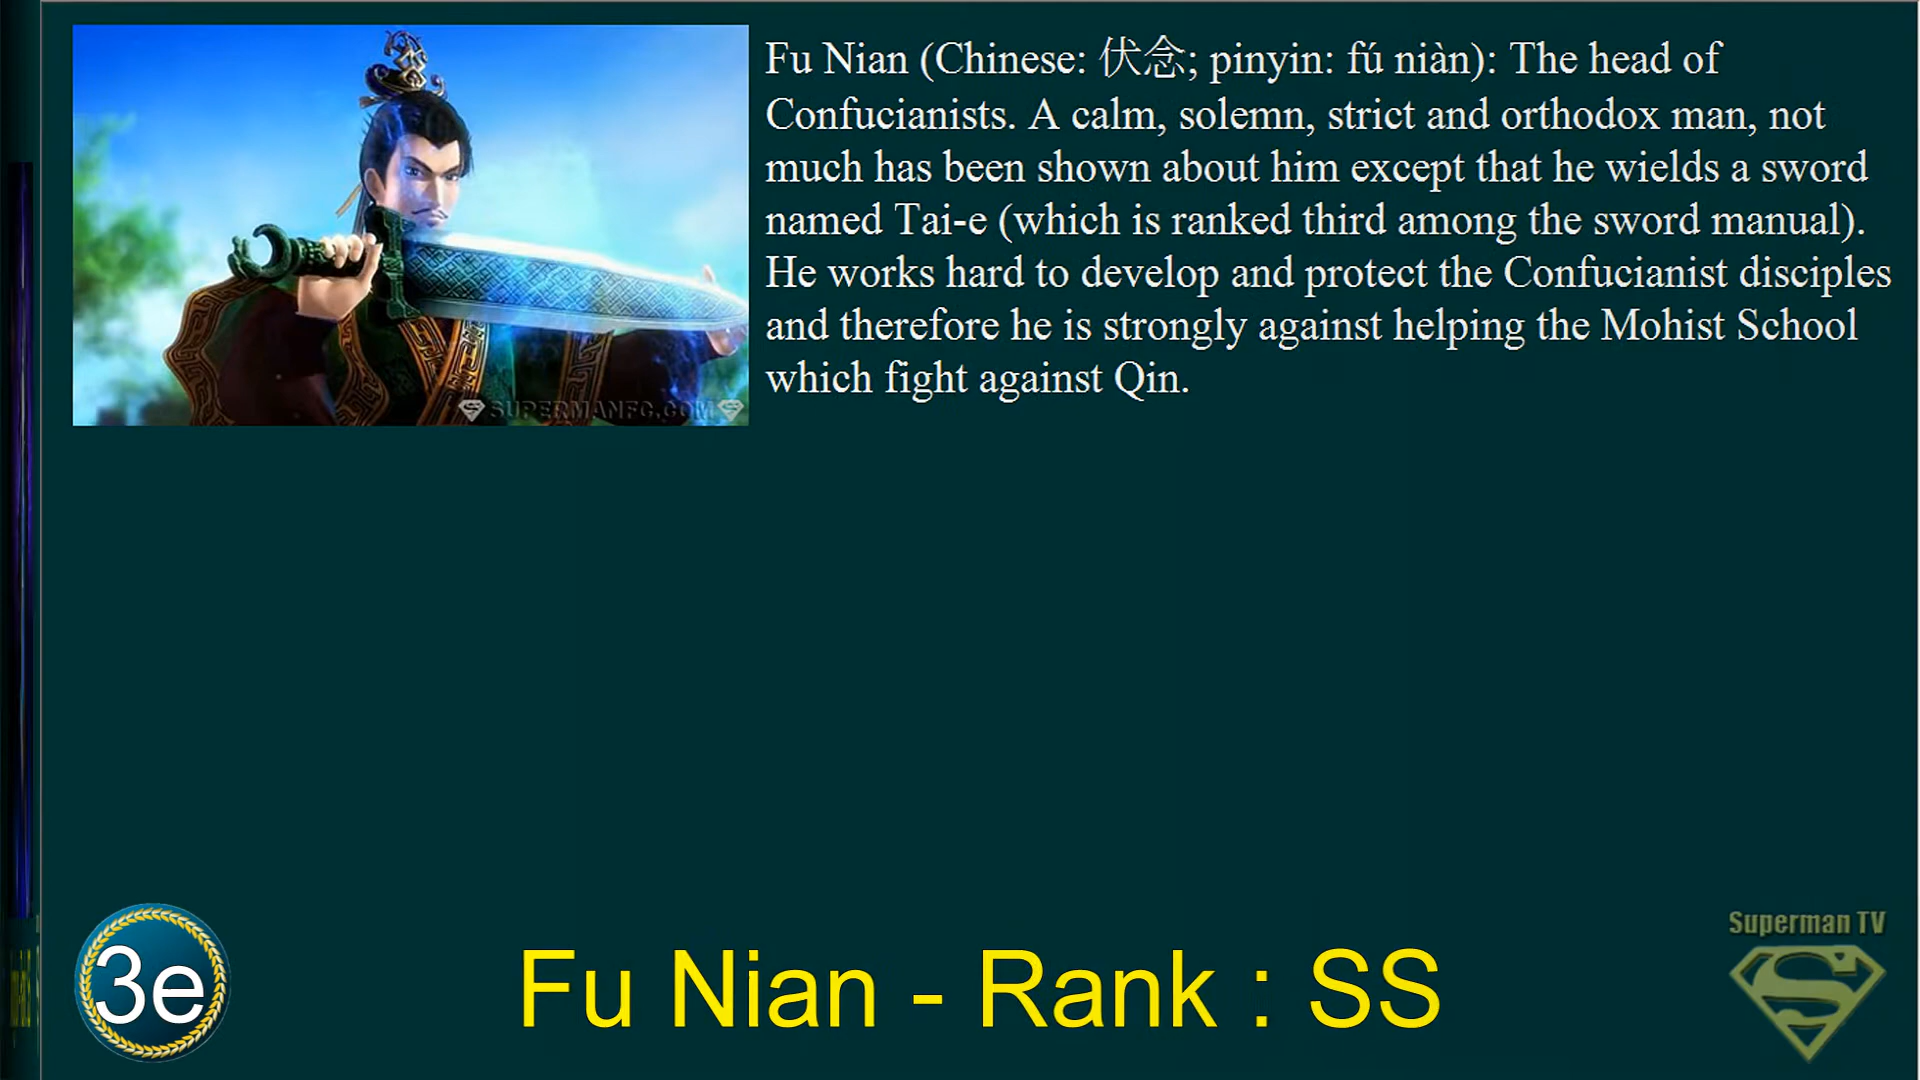 Fu Nian (Chinese: 伏念; pinyin: fú niàn): The head of
Confucianists. A calm, solemn, strict and orthodox man, not
much has been shown about him except that he wields a sword
named Tai-e (which is ranked third among the sword manual).
He works hard to develop and protect the Confucianist disciples
and therefore he is strongly against helping the Mohist School
which fight against Qin.
SUPERMANFC.COM
3e
Fu Nian - Rank : SS
Superman TV